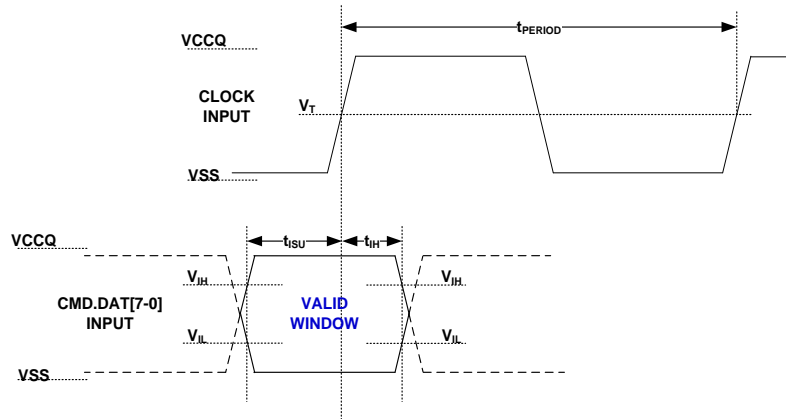 tPERIOD
VCCQ
CLOCK
INPUT
VT
VSS
tISU
tIH
VCCQ
VIH
VIH
CMD.DAT[7-0]
INPUT
VALID
WINDOW
VIL
VIL
VSS